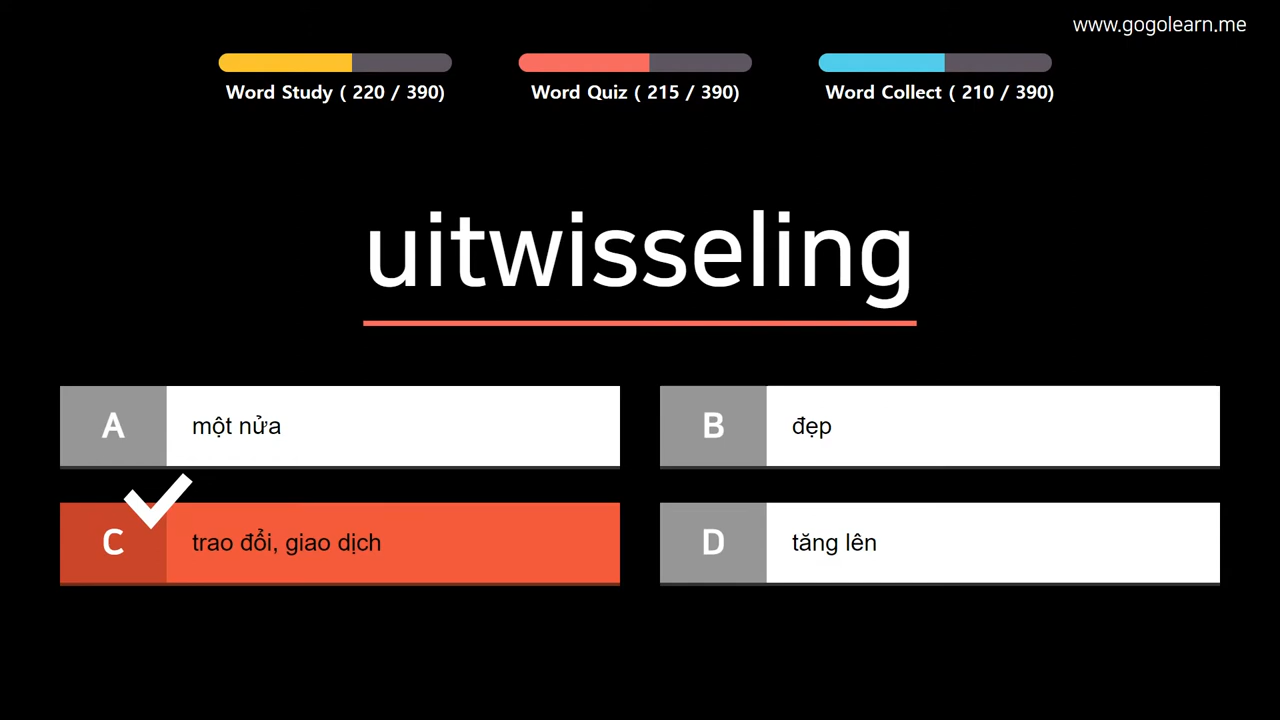 www.gogolearn.me
Word Study ( 220 / 390)
Word Quiz ( 215 / 390)
Word Collect ( 210 / 390)
uitwisseling
A
một nửa
B
đẹp
C
trao đổi, giao dịch
D
tăng lên